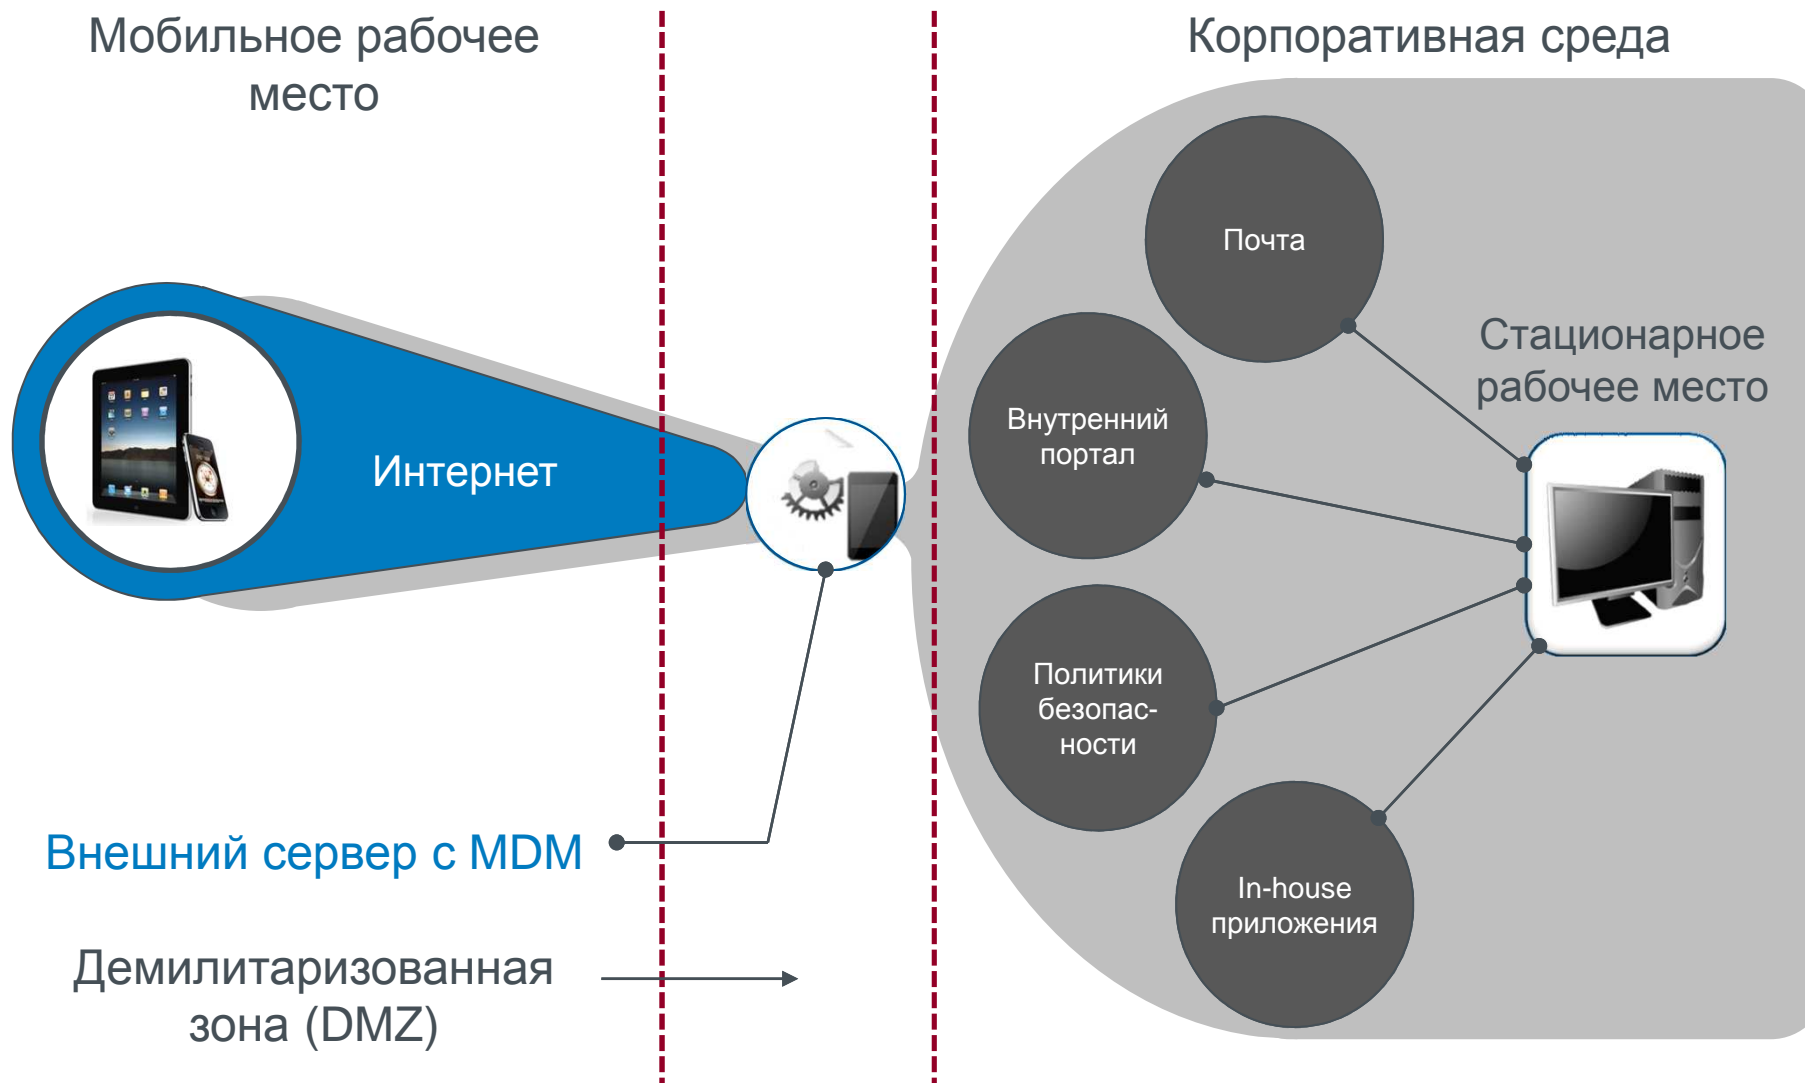 Мобильное рабочее
место
Корпоративная среда
Почта
Стационарное
рабочее место
Внутренний
портал
Интернет
Политики
безопас-
ности
Внешний сервер с MDM
In-house
приложения
Демилитаризованная
зона (DMZ)